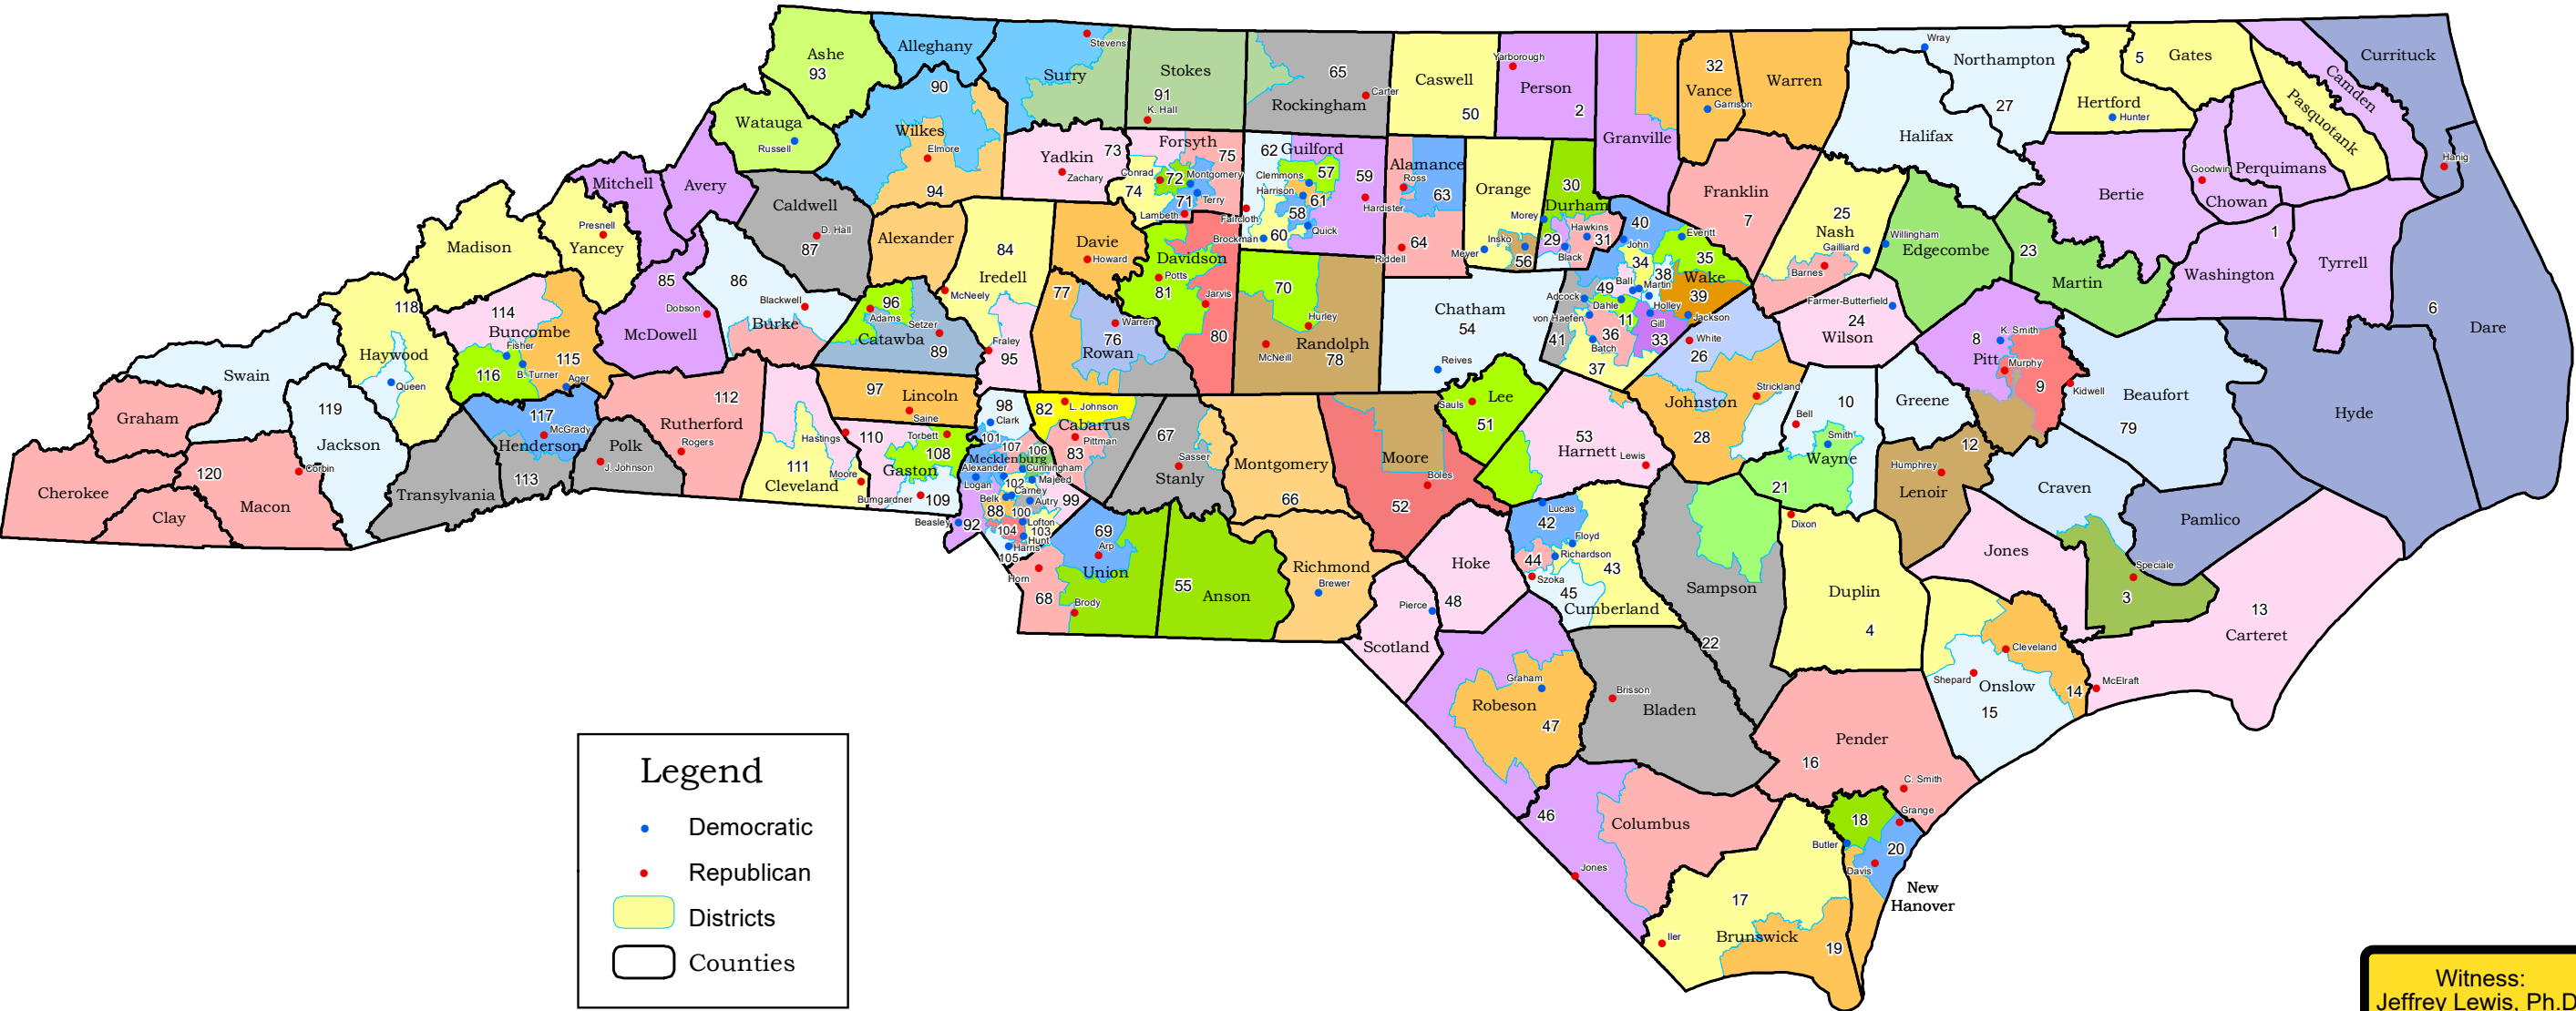 Ashe
93
Alleghany
90
Surry
Stevens
Stokes
91
K. Hall
65
Rockingham
Carter
Caswell
50
Yarborough
Person
2
Granville
32
Vance
Garrison
Warren
Wray
Northampton
27
Halifax
5
Gates
Hertford
Hunter
Camden
Pasquotank
Currituck
Hanig
Watauga
Russell
Wilkes
Elmore
94
Yadkin
73
Zachary
Forsyth
75
Conrad
72
Montgomery
74
71
Terry
Lambeth
62
Guilford
57
Clemmons
Harrison
61
58
59
Hardister
Faircloth
Brockman
60
Quick
Alamance
Ross
63
64
Riddell
Orange
30
Durham
Morey
Hawkins
29
31
Insko
Meyer
56
Black
Franklin
7
25
Nash
Gailliard
Barnes
Willingham
Edgecombe
23
Martin
Bertie
Goodwin
Perquimans
Chowan
1
Washington
Tyrrell
6
Dare
Mitchell
Avery
Caldwell
D. Hall
87
Alexander
84
Iredell
McNeely
Davie
Howard
Davidson
Potts
81
Jarvis
80
70
Hurley
McNeill
Randolph
78
Chatham
54
Reives
40
John
Everitt
34
35
38
Wake
39
Ball
Martin
49
Adcock
Dahle
Holley
Jackson
von Haefen
11
Gill
33
36
41
Batch
37
White
26
Farmer-Butterfield
24
Wilson
8
K. Smith
Pitt
Murphy
9
Kidwell
Beaufort
79
Hyde
Madison
Presnell
Yancey
118
85
Dobson
McDowell
86
Blackwell
Burke
96
Adams
Setzer
Catawba
89
Fraley
95
77
Warren
76
Rowan
114
Buncombe
Fisher
115
116
B. Turner
Ager
Haywood
Queen
Swain
Graham
119
Jackson
117
McGrady
Henderson
113
112
Rutherford
Rogers
Polk
J. Johnson
Transylvania
Cherokee
120
Corbin
Macon
Clay
97
Lincoln
Saine
Hastings
110
Torbett
108
Gaston
Moore
111
Cleveland
Bumgardner
109
98
Clark
101
107
106
Mecklenburg
Alexander
Cunningham
Logan
102
Majeed
Belk
Carney
Autry
88
100
99
Beasley
92
104
Lofton
103
Hunt
Harris
105
82
L. Johnson
Cabarrus
Pittman
83
67
Sasser
Stanly
Montgomery
66
Moore
Boles
52
Sauls
Lee
51
53
Harnett
Lewis
Johnston
Strickland
28
10
Bell
Smith
Wayne
21
Greene
Humphrey
12
Lenoir
Craven
Pamlico
Jones
Speciale
3
13
Carteret
McElraft
69
Arp
Union
Horn
68
Brody
55
Anson
Richmond
Brewer
Hoke
48
Pierce
Scotland
Lucas
42
Floyd
Richardson
44
43
Szoka
45
Cumberland
Sampson
22
Dixon
Duplin
4
Cleveland
Shepard
Onslow
14
15
Graham
Robeson
47
Brisson
Bladen
Pender
16
C. Smith
Grange
46
Columbus
Jones
18
Butler
20
Davis
New
Hanover
17
Iler
Brunswick
19
Legend
Democratic
Republican
Districts
Counties
Witness:
Jeffrey Lewis, Ph.D